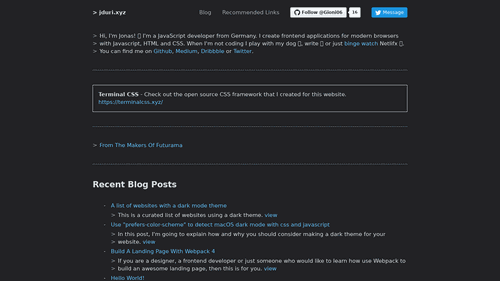 > jduri.xyz Blog Recommended Links Follow @Gioni06 16 Message
> Hi, I'm Jonas! I'm a JavaScript developer from Germany. I create frontend applications for modern browsers
> with Javascript, HTML and CSS. When I'm not coding I play with my dog , write or just binge watch Netflix .
> You can find me on Github, Medium, Dribbble or Twitter.
Terminal CSS - Check out the open source CSS framework that I created for this website.
https://terminalcss.xyz/
> From The Makers Of Futurama
Recent Blog Posts
- A list of websites with a dark mode theme
> This is a curated list of websites using a dark theme. view
- Use "prefers-color-scheme" to detect macOS dark mode with css and javascript
> In this post, I'm going to explain how and why you should consider making a dark theme for your
> website. view
- Build A Landing Page With Webpack 4
> If you are a designer, a frontend developer or just someone who would like to learn how use Webpack to
> build an awesome landing page, then this is for you. view
- Hello World!